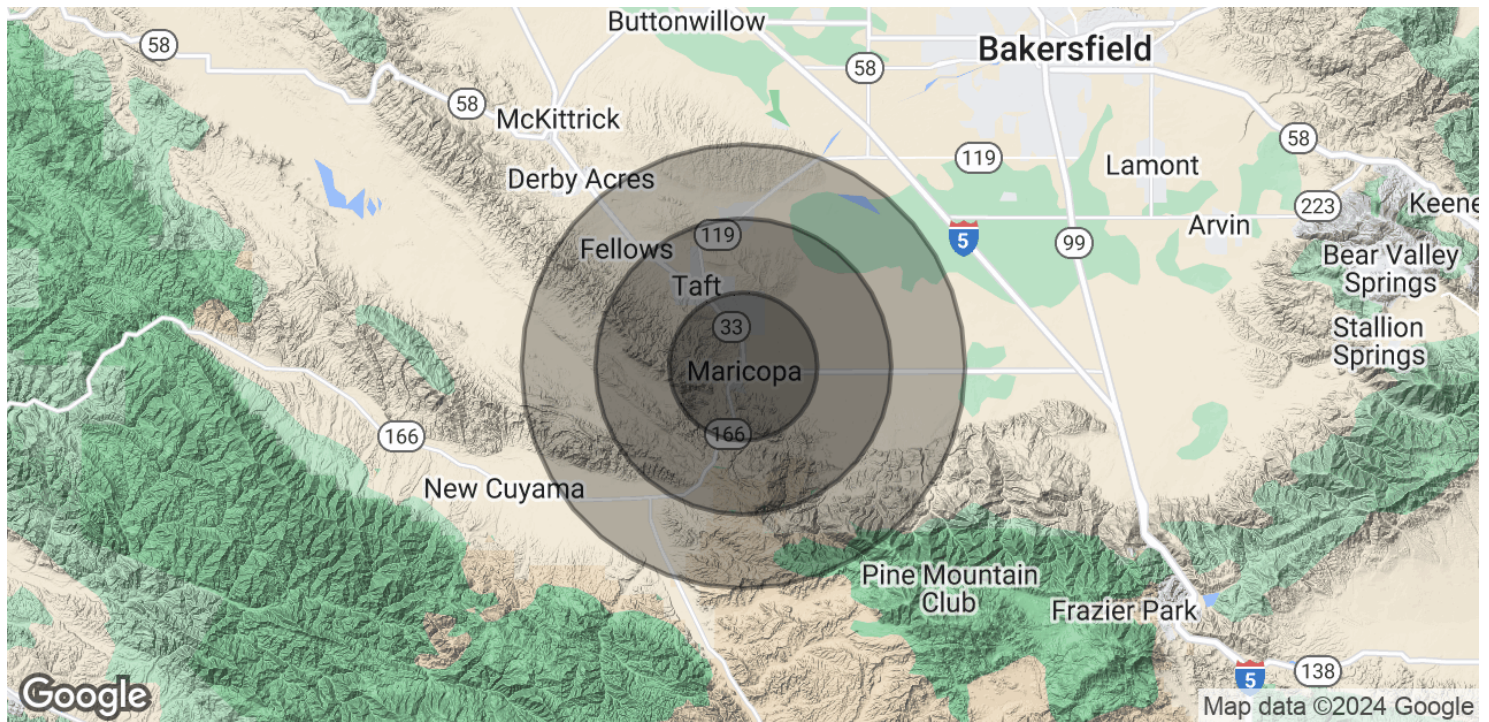 Buttonwillow
58
Bakersfield
58
58
McKittrick
58
119
Lamont
Derby Acres
223
Keene
119
5
99
Arvin
Fellows
Bear Valley
Springs
Taft
33
Stallion
Springs
Maricopa
166
166
New Cuyama
Pine Mountain
Club
Frazier Park
5
138
Google
Map data ©2024 Google